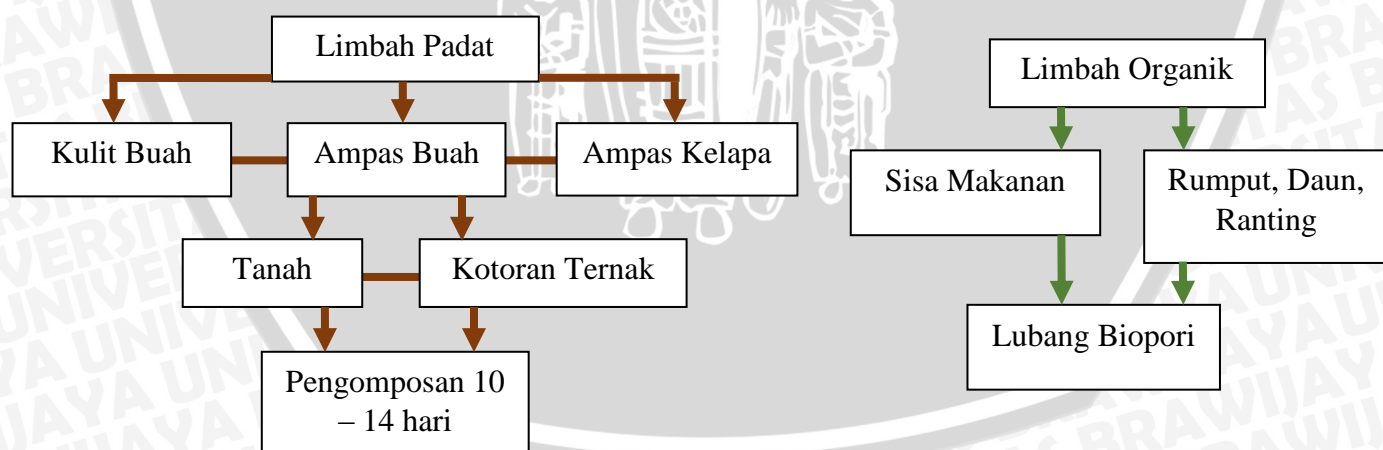 Limbah Padat
Kulit Buah
Ampas Buah
Ampas Kelapa
Tanah
Kotoran Ternak
Pengomposan 10
– 14 hari
Limbah Organik
Sisa Makanan
Rumput, Daun,
Ranting
Lubang Biopori